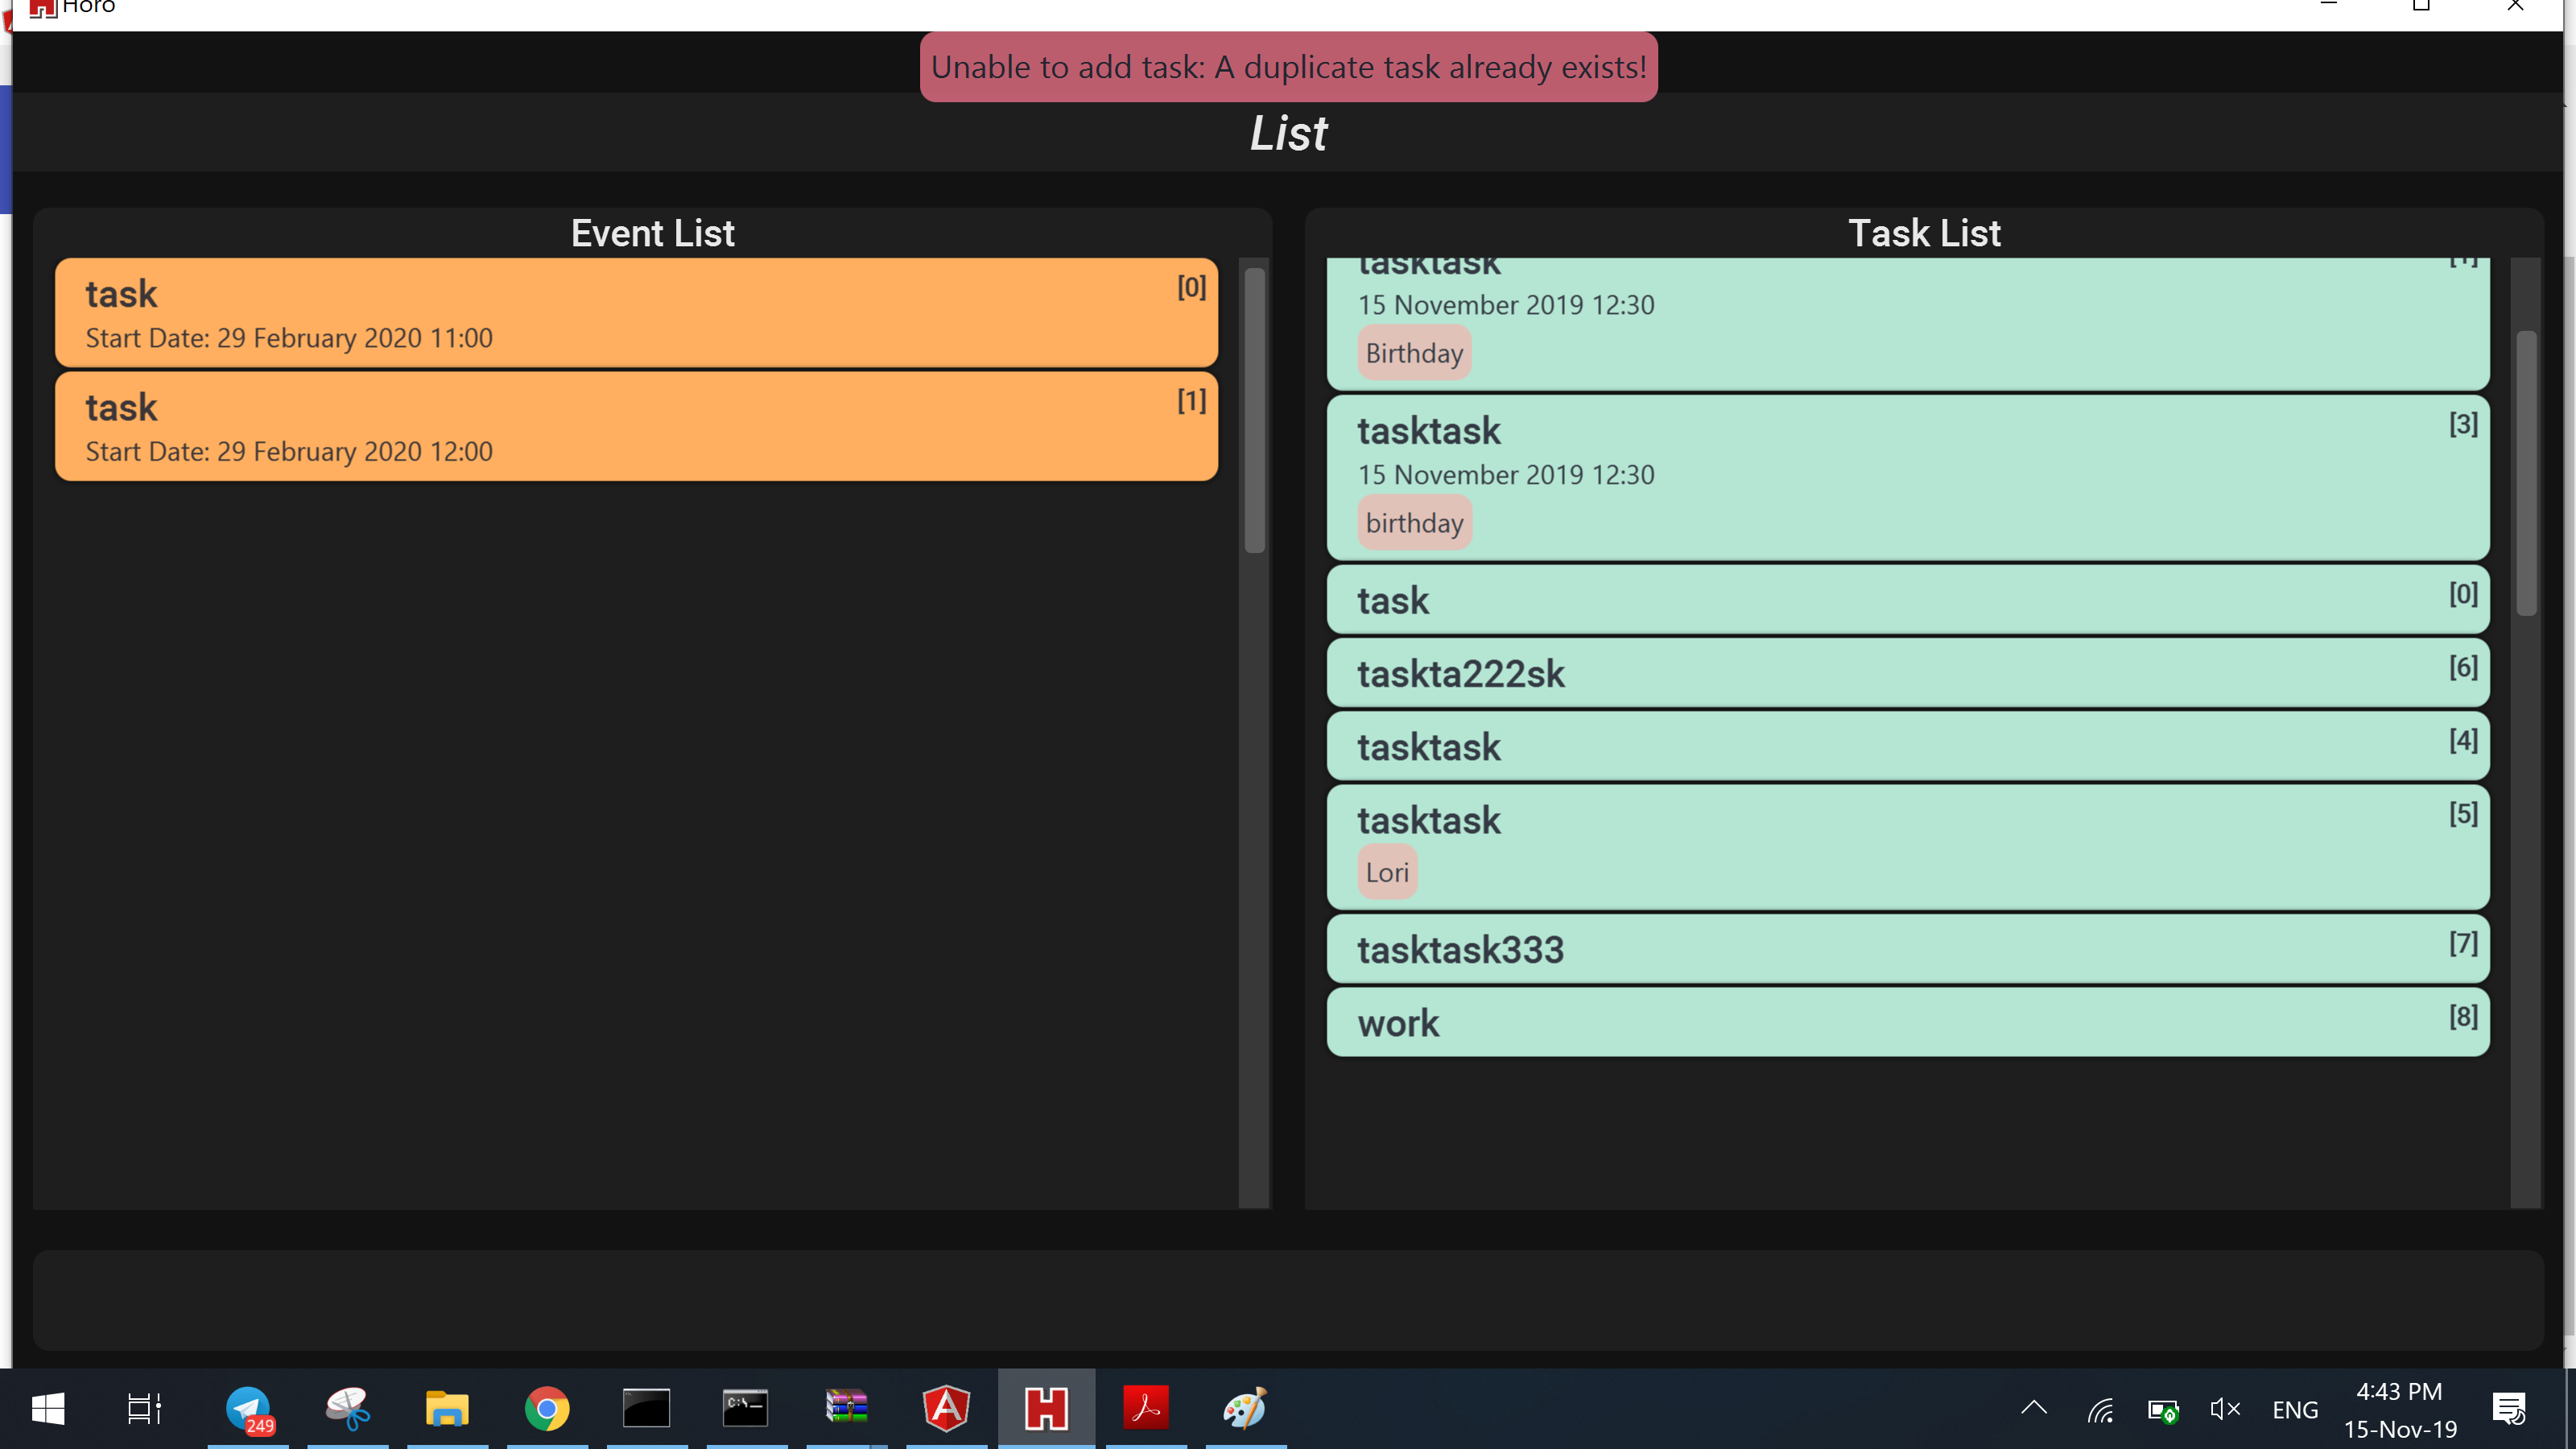 Horo
Unable to add task: A duplicate task already exists!
List
Event List
task
[0]
Start Date: 29 February 2020 11:00
task
[1]
Start Date: 29 February 2020 12:00
Task List
tasktask
15 November 2019 12:30
Birthday
tasktask
[3]
15 November 2019 12:30
birthday
task
[0]
taskta222sk
[6]
tasktask
[4]
tasktask
[5]
Lori
tasktask333
[7]
work
[8]
249
C:\
ENG
4:43 PM
15-Nov-19